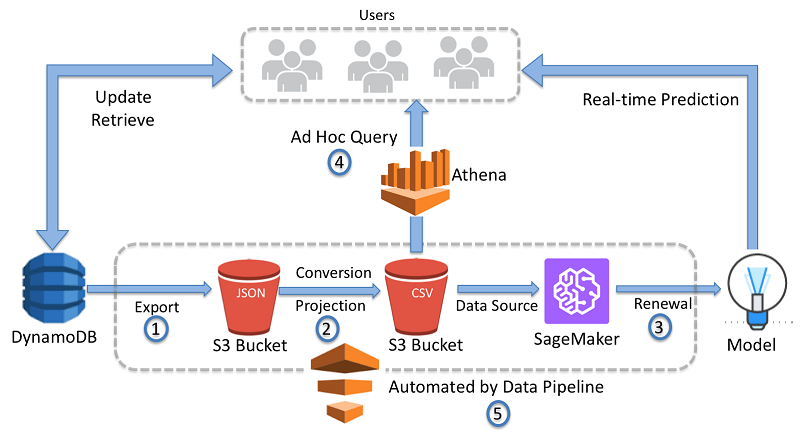 Users
Update
Retrieve
Real-time Prediction
Ad Hoc Query
4
Athena
JSON
Conversion
CSV
Export
Projection
Data Source
Renewal
1
2
3
DynamoDB
S3 Bucket
S3 Bucket
SageMaker
Model
Automated by Data Pipeline
5